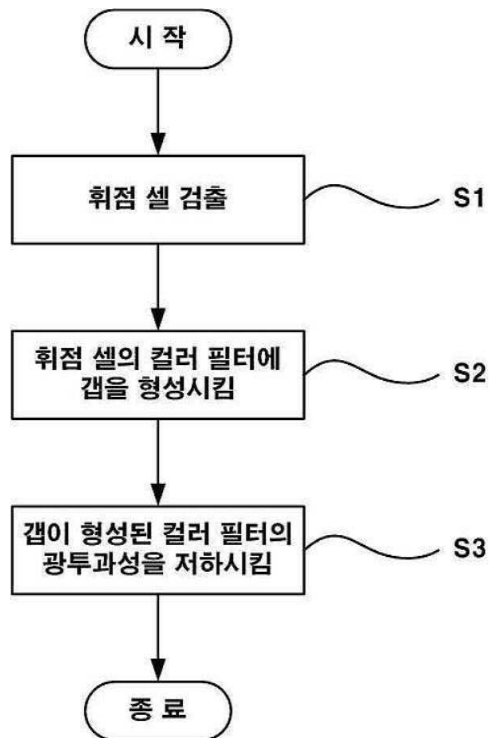 시 작
휘점 셀 검출
S1
휘점 셀의 컬러 필터에
갭을 형성시킴
S2
갭이 형성된 컬러 필터의
광투과성을 저하시킴
S3
종 료